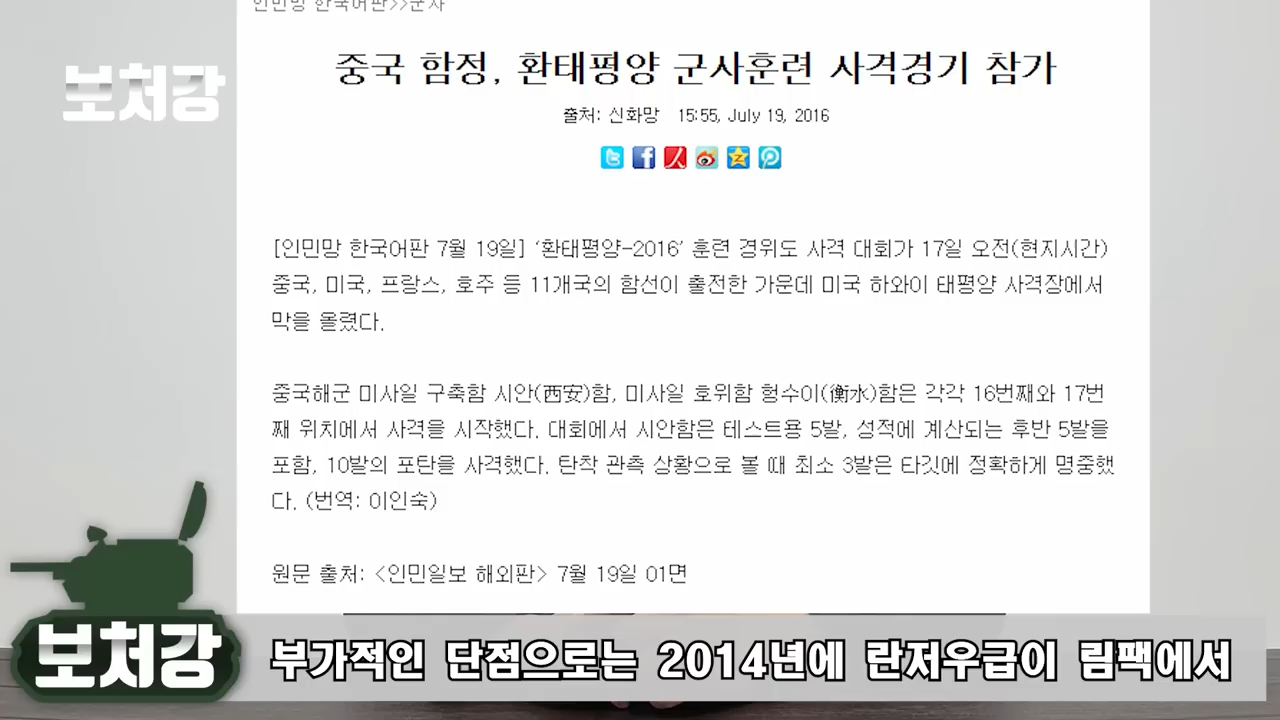 인민망 한국어판>>군사
중국 함정, 환태평양 군사훈련 사격경기 참가
보처강
출처: 신화망 15:55, July 19, 2016
[인민망 한국어판 7월 19일] ‘환태평양-2016’ 훈련 경위도 사격 대회가 17일 오전(현지시간)
중국, 미국, 프랑스, 호주 등 11개국의 함선이 출전한 가운데 미국 하와이 태평양 사격장에서
막을 올렸다.
중국해군 미사일 구축함 시안(西安)함, 미사일 호위함 헝수이(衡水)함은 각각 16번째와 17번
째 위치에서 사격을 시작했다. 대회에서 시안함은 테스트용 5발, 성적에 계산되는 후반 5발을
포함, 10발의 포탄을 사격했다. 탄착 관측 상황으로 볼 때 최소 3발은 타깃에 정확하게 명중했
다. (번역: 이인숙)
원문 출처: <인민일보 해외판> 7월 19일 01면
보처강
부가적인 단점으로는 2014년에 란저우급이 림팩에서